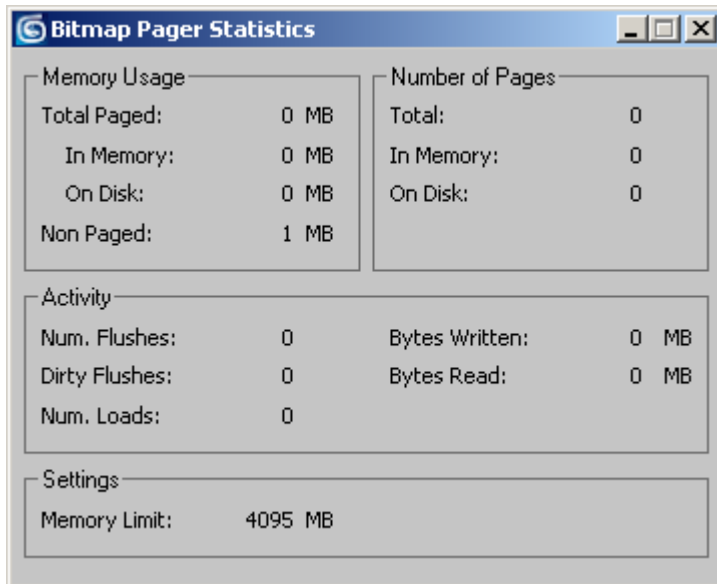 Bitmap Pager Statistics
Memory Usage
Total Paged: 0 MB
In Memory: 0 MB
On Disk: 0 MB
Non Paged: 1 MB
Number of Pages
Total: 0
In Memory: 0
On Disk: 0
Activity
Num. Flushes: 0 Bytes Written: 0 MB
Dirty Flushes: 0 Bytes Read: 0 MB
Num. Loads: 0
Settings
Memory Limit: 4095 MB